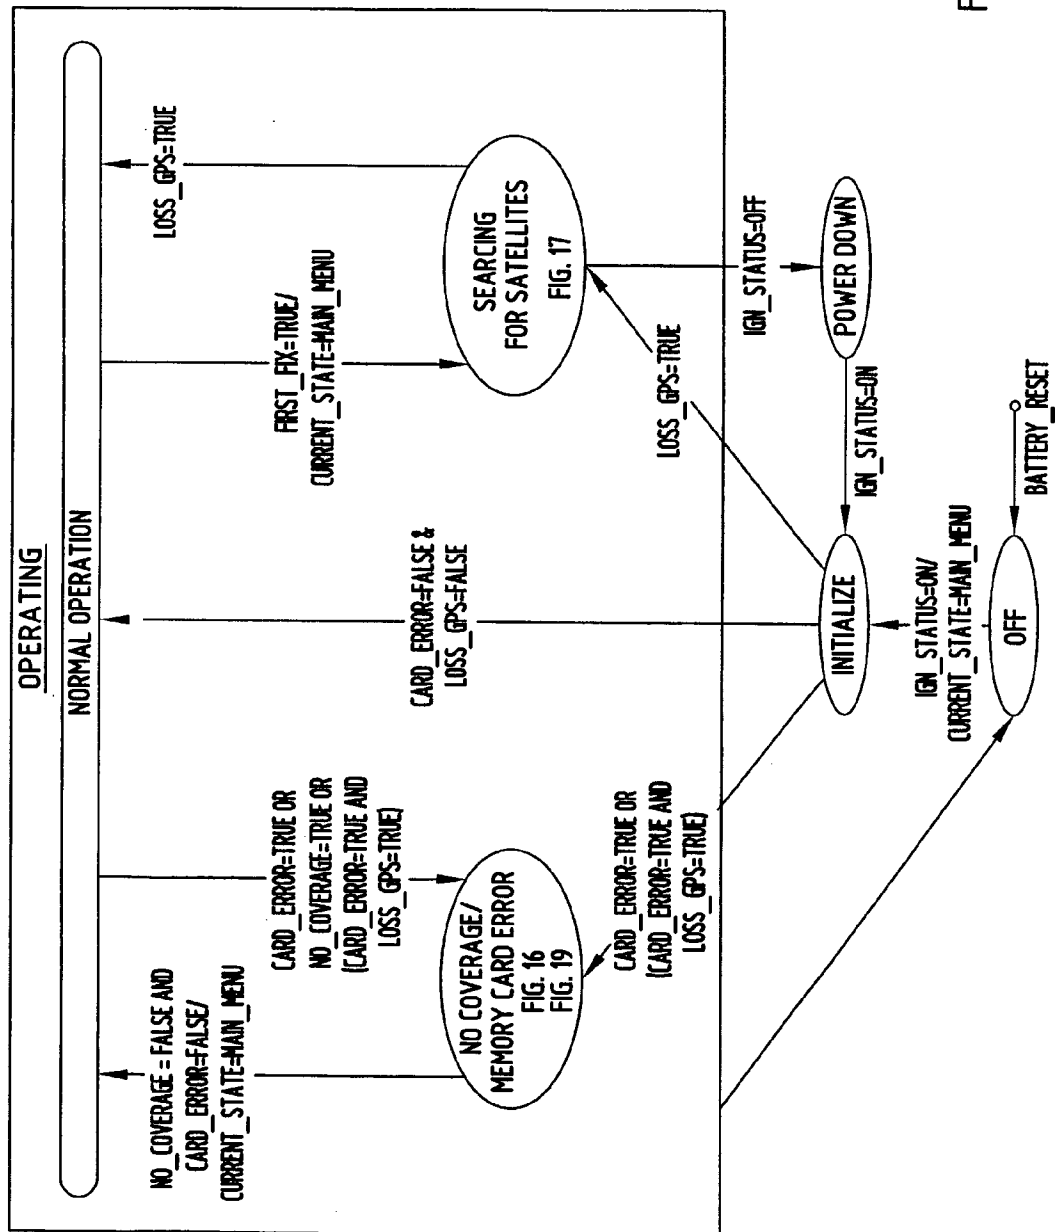 OPERATING
NORMAL OPERATION
NO_COVERAGE = FALSE AND
CARD_ERROR=FALSE/
CURRENT_STATE=MAIN_MENU
CARD_ERROR=TRUE OR
NO_COVERAGE=TRUE OR
(CARD_ERROR=TRUE AND
LOSS_GPS=TRUE)
CARD_ERROR=FALSE &
LOSS_GPS=FALSE
FIRST_FIX=TRUE/
CURRENT_STATE=MAIN_MENU
LOSS_GPS=TRUE
NO COVERAGE/
MEMORY CARD ERROR
FIG. 16
FIG. 19
SEARCING
FOR SATELLITES
FIG. 17
CARD_ERROR=TRUE OR
(CARD_ERROR=TRUE AND
LOSS_GPS=TRUE)
LOSS_GPS=TRUE
IGN_STATUS=OFF
INITIALIZE
IGN_STATUS=ON
POWER DOWN
IGN_STATUS=ON/
CURRENT_STATE=MAIN_MENU
OFF
BATTERY_RESET